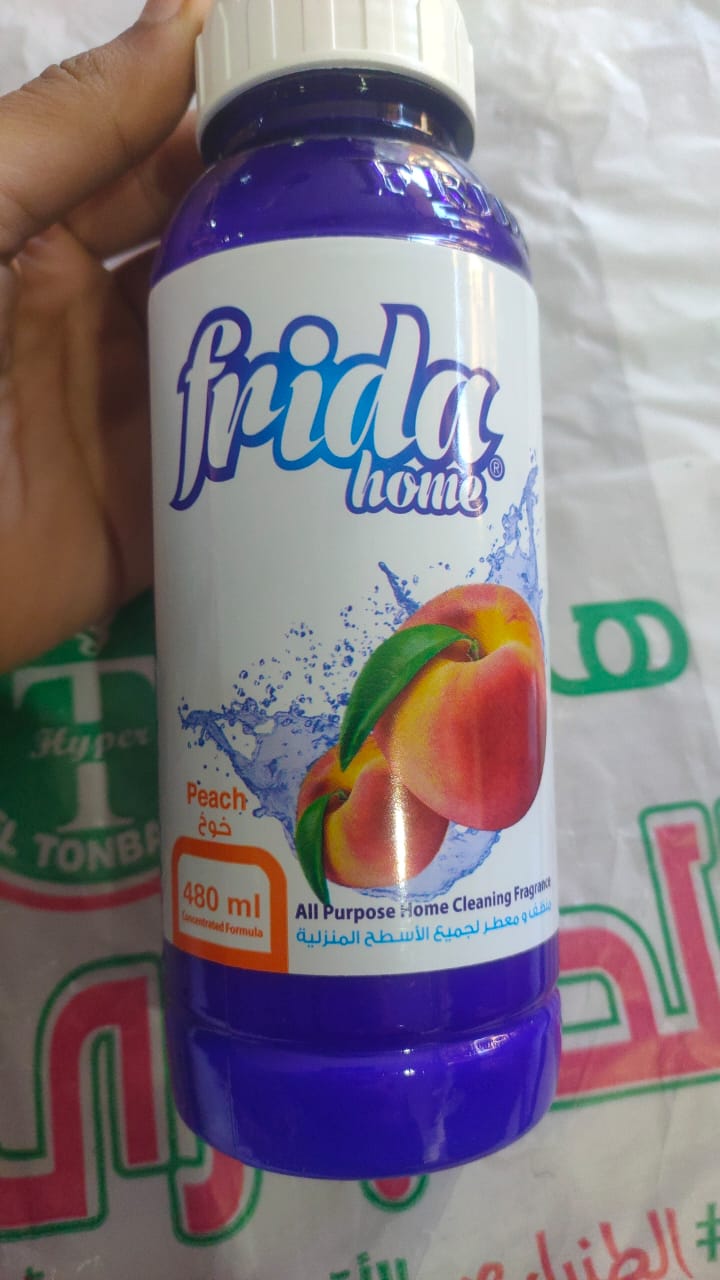 frida
home®
Peach
خوخ
480 ml
Concentrated Formula
All Purpose Home Cleaning Fragrance
منظف و معطر لجميع الأسطح المنزلية
T
Hyper